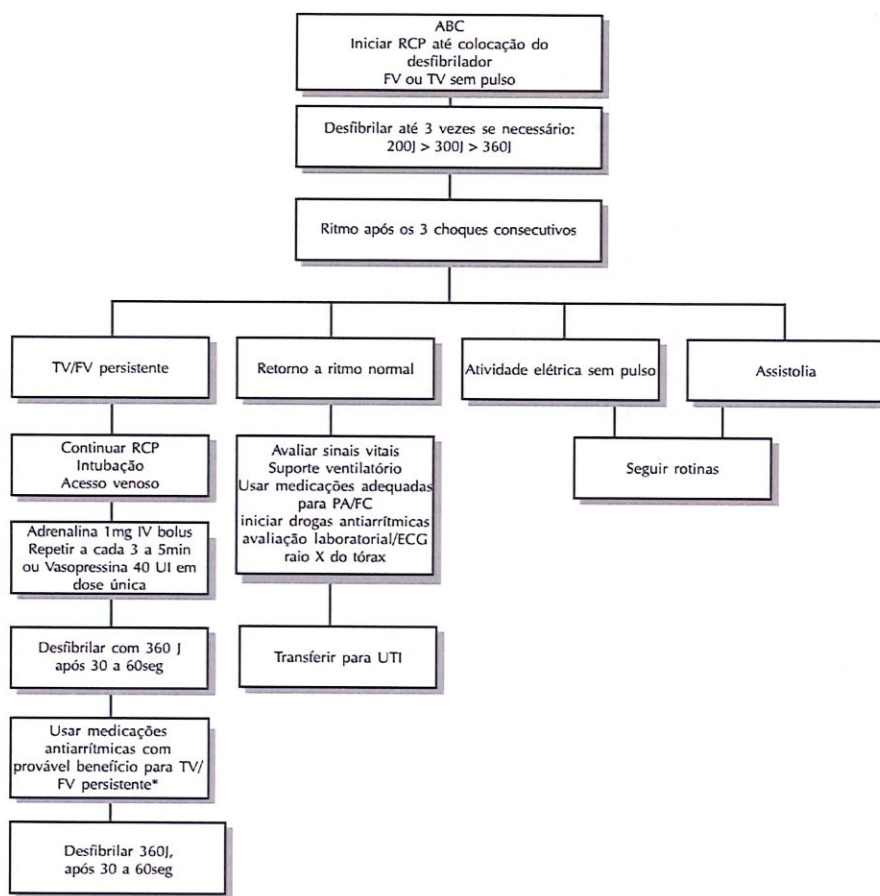 ABC
Iniciar RCP até colocação do
desfibrilador
FV ou TV sem pulso
Desfibrilar até 3 vezes se necessário:
200J > 300J > 360J
Ritmo após os 3 choques consecutivos
TV/FV persistente
Retorno a ritmo normal
Atividade elétrica sem pulso
Assistolia
Continuar RCP
Intubação
Acesso venoso
Avaliar sinais vitais
Suporte ventilatório
Usar medicações adequadas
para PA/FC
iniciar drogas antiarrítmicas
avaliação laboratorial/ECG
raio X do tórax
Seguir rotinas
Adrenalina 1mg IV bolus
Repetir a cada 3 a 5min
ou Vasopressina 40 UI em
dose única
Desfibrilar com 360 J
após 30 a 60seg
Transferir para UTI
Usar medicações
antiarrítmicas com
provável benefício para TV/
FV persistente*
Desfibrilar 360J,
após 30 a 60seg